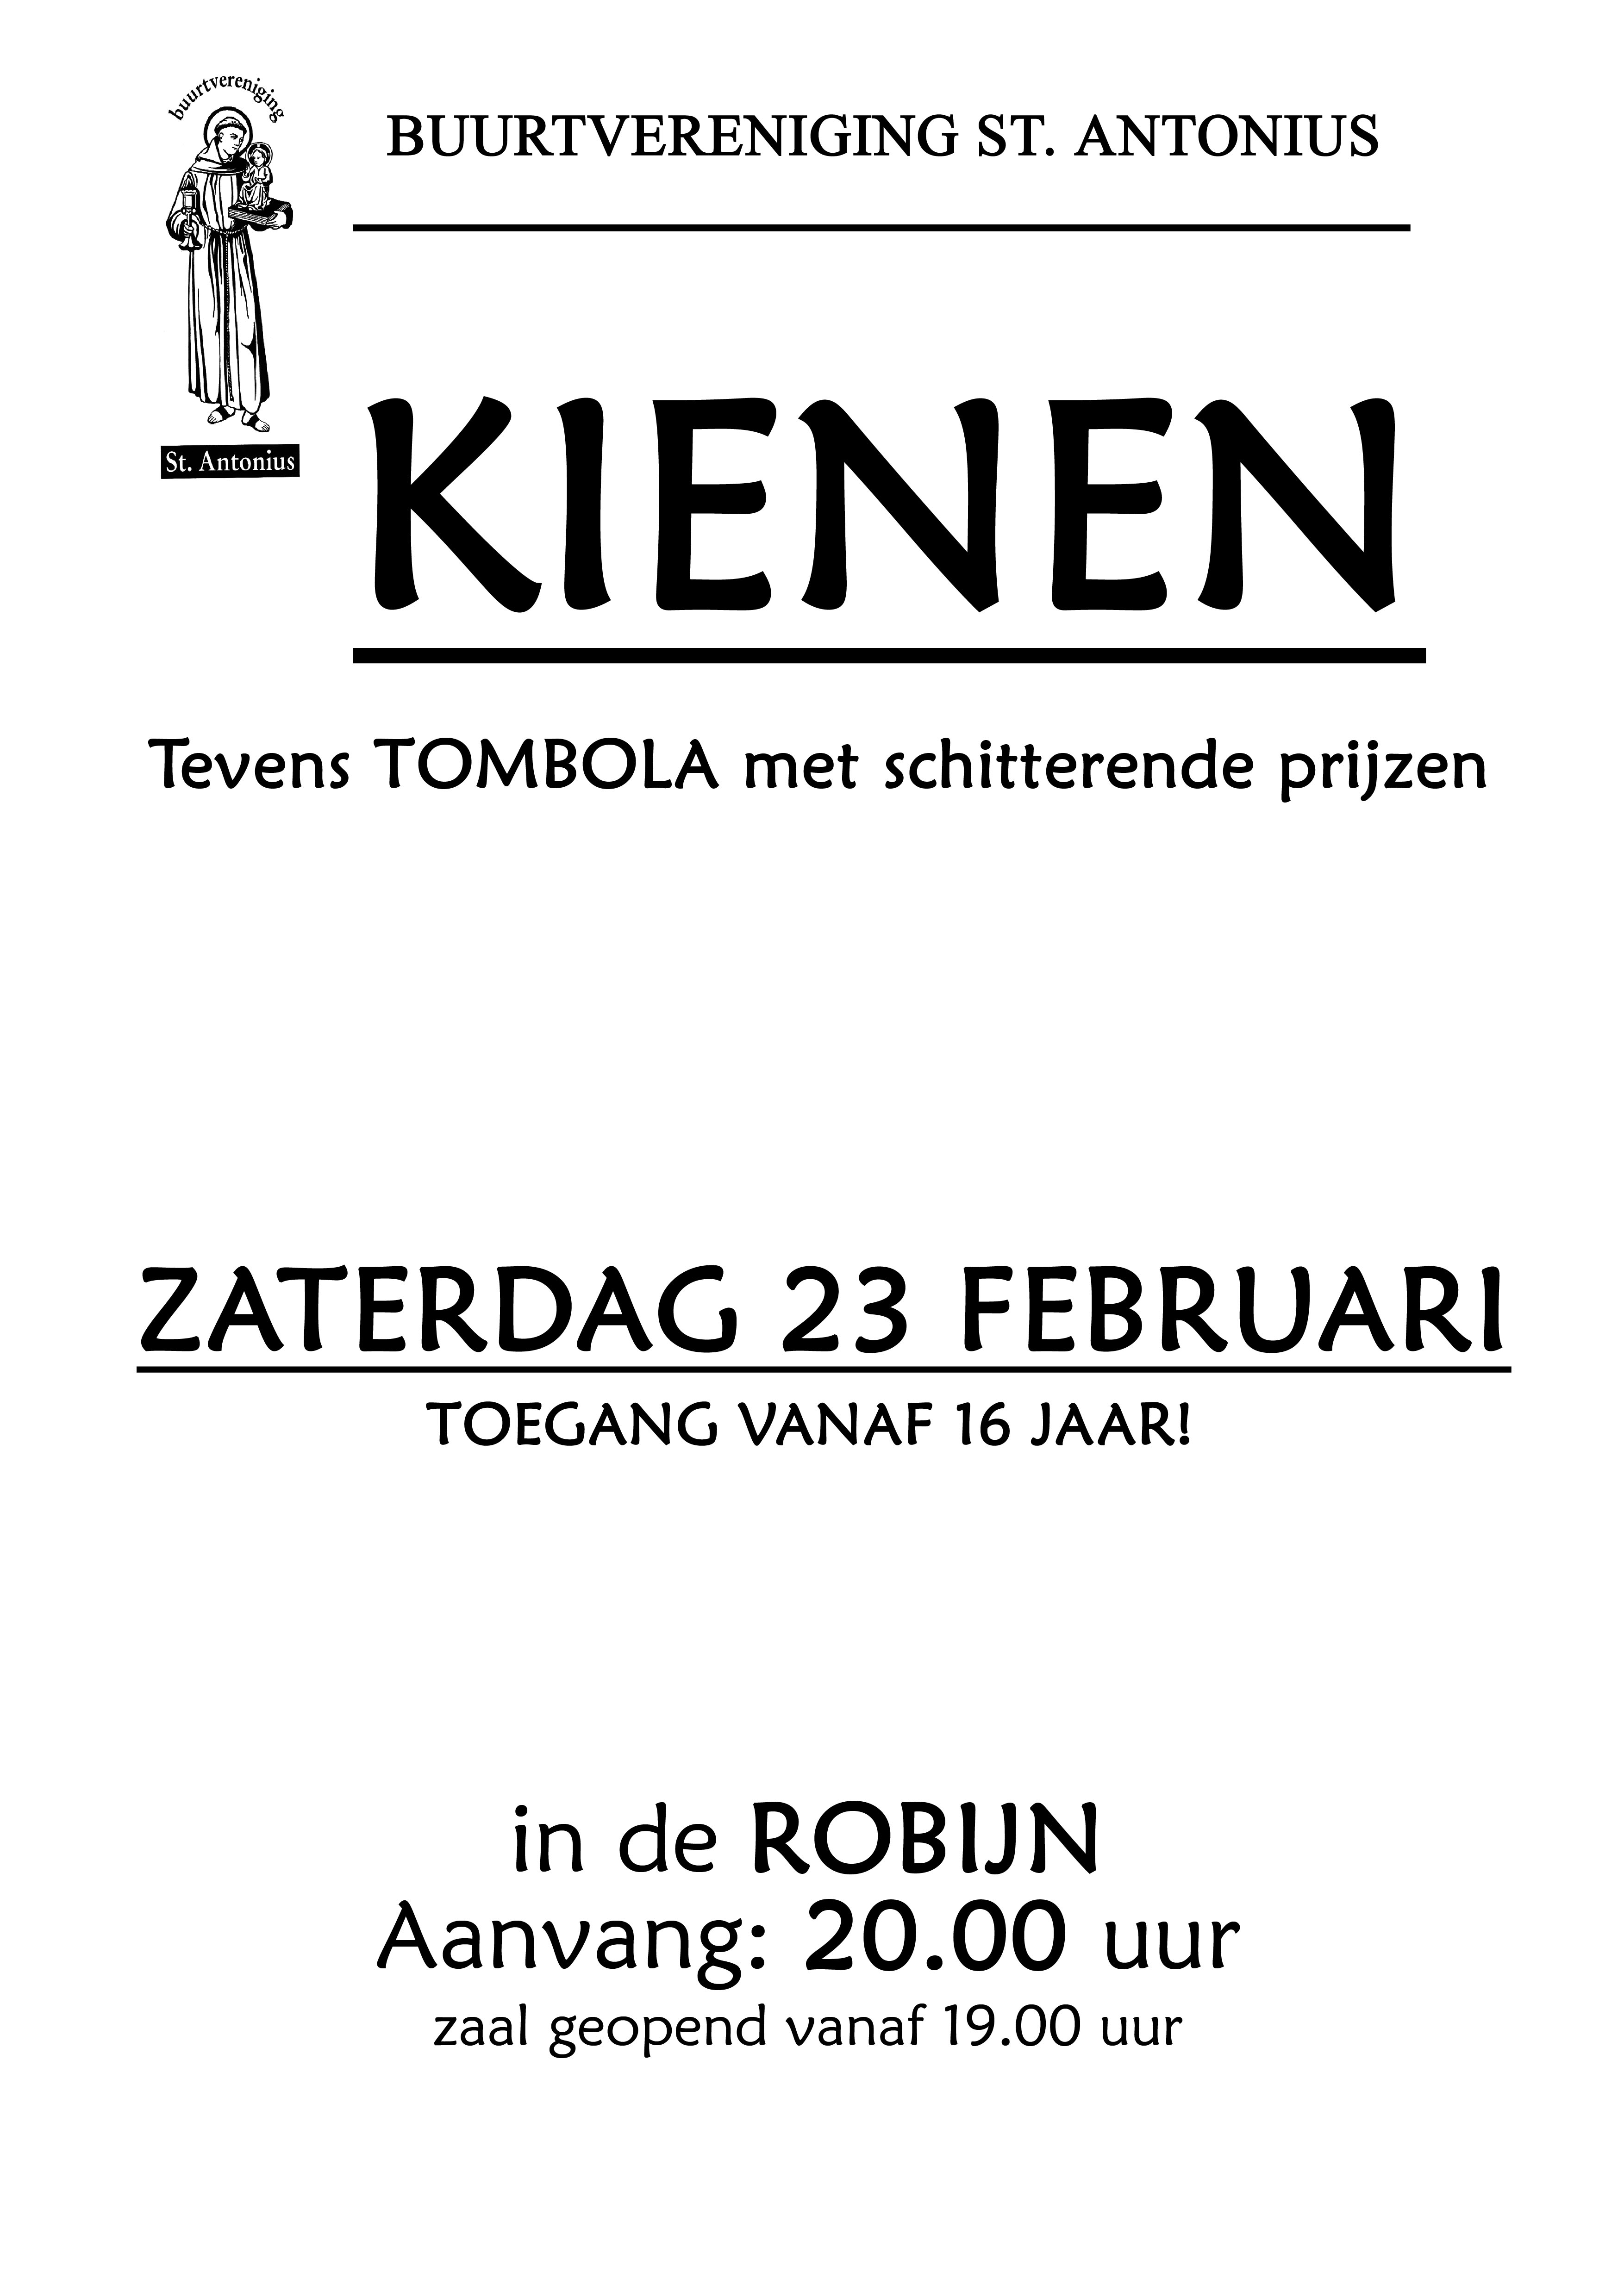 buurtvereniging
St. Antonius
BUURTVERENIGING ST. ANTONIUS
KIENEN
Tevens TOMBOLA met schitterende prijzen
ZATERDAG 23 FEBRUARI
TOEGANG VANAF 16 JAAR!
in de ROBIJN
Aanvang: 20.00 uur
zaal geopend vanaf 19.00 uur